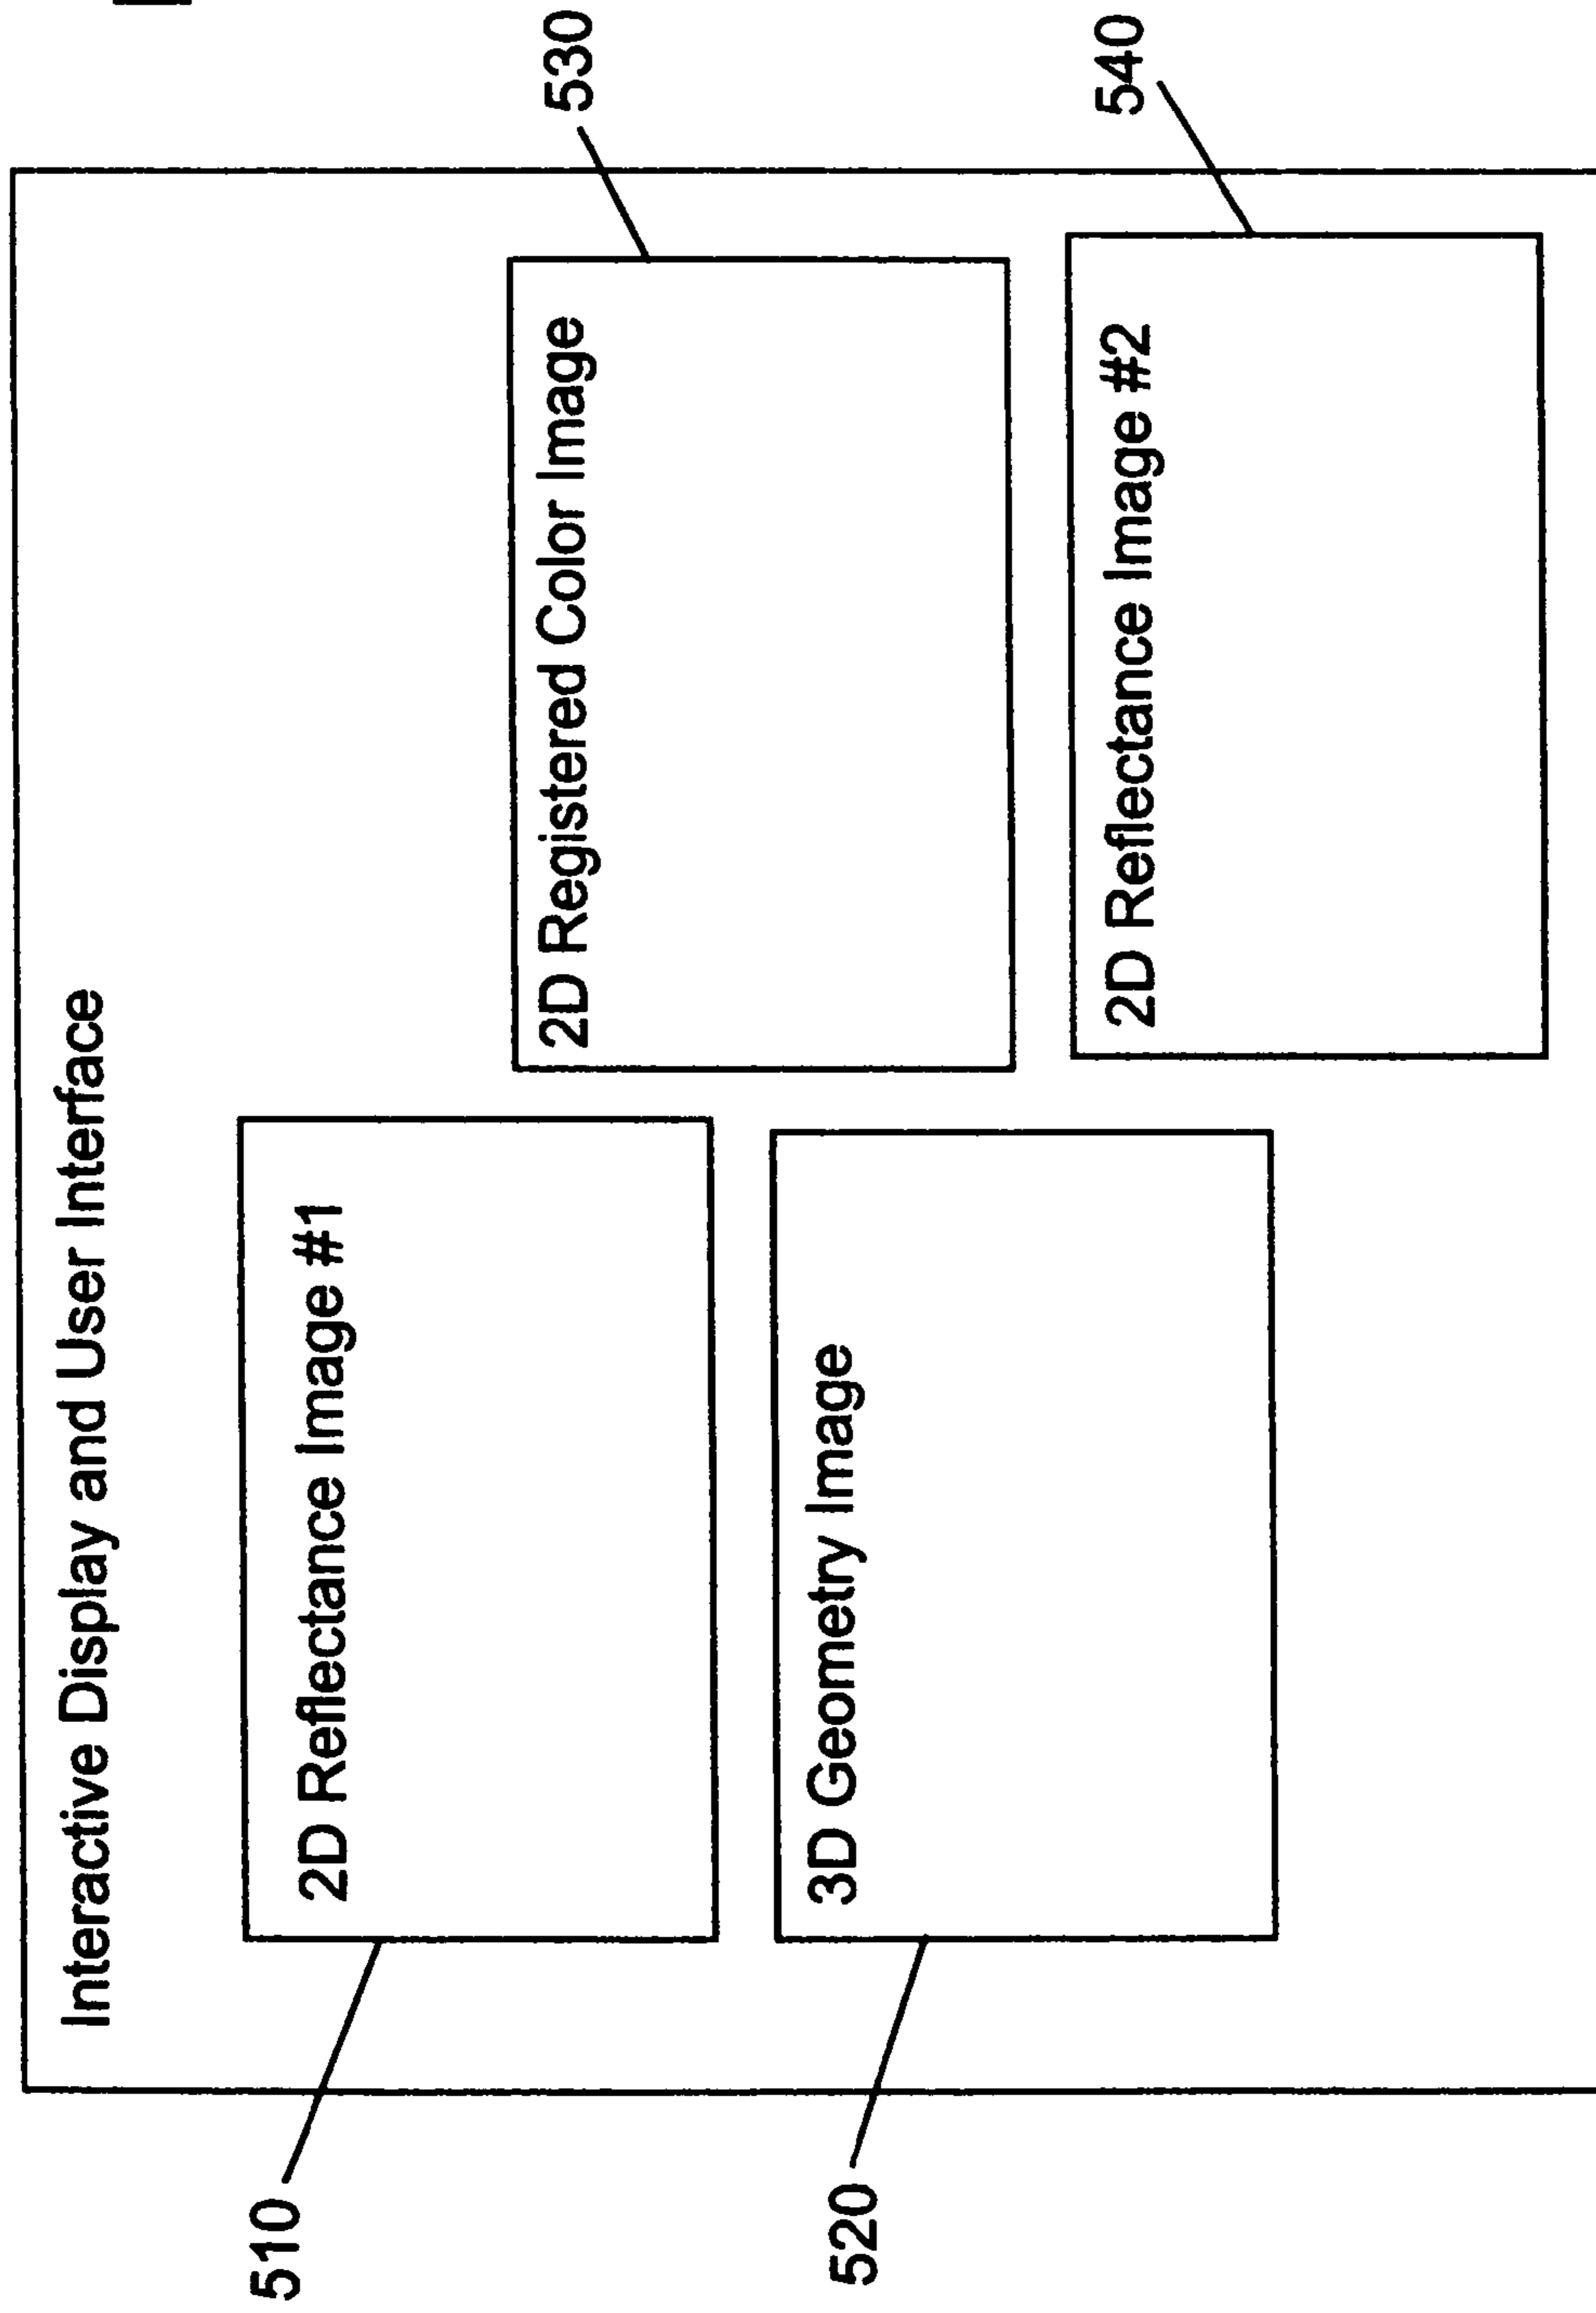 Interactive Display and User Interface
510
2D Reflectance Image #1
530
2D Registered Color Image
520
3D Geometry Image
540
2D Reflectance Image #2